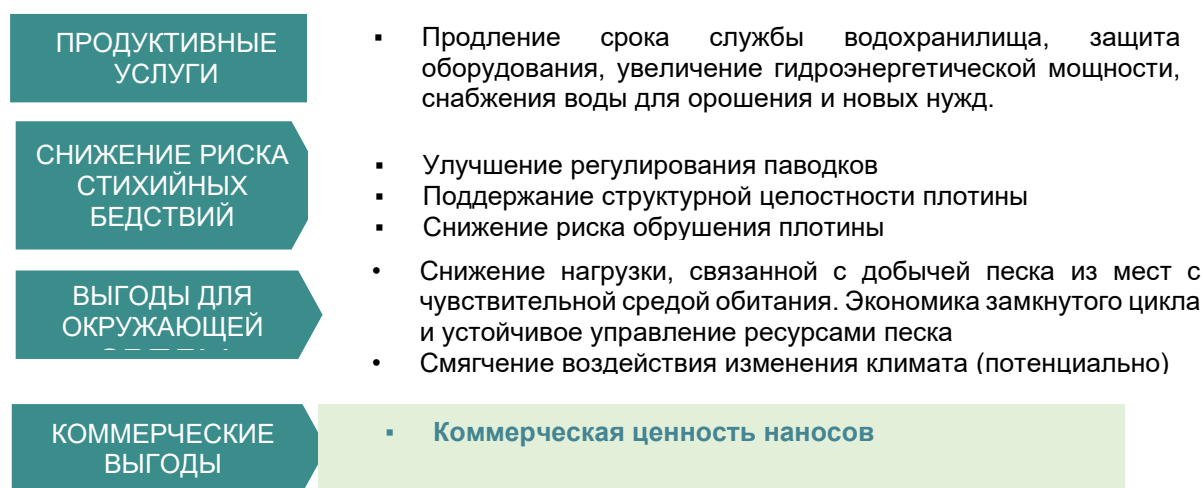 ПРОДУКТИВНЫЕ
УСЛУГИ
▪ Продление срока службы водохранилища, защита
оборудования, увеличение гидроэнергетической мощности,
снабжения воды для орошения и новых нужд.
СНИЖЕНИЕ РИСКА
СТИХИЙНЫХ
БЕДСТВИЙ
▪ Улучшение регулирования паводков
▪ Поддержание структурной целостности плотины
▪ Снижение риска обрушения плотины
ВЫГОДЫ ДЛЯ
ОКРУЖАЮЩЕЙ
• Снижение нагрузки, связанной с добычей песка из мест с
чувствительной средой обитания. Экономика замкнутого цикла
и устойчивое управление ресурсами песка
• Смягчение воздействия изменения климата (потенциально)
КОММЕРЧЕСКИЕ
ВЫГОДЫ
▪ Коммерческая ценность наносов